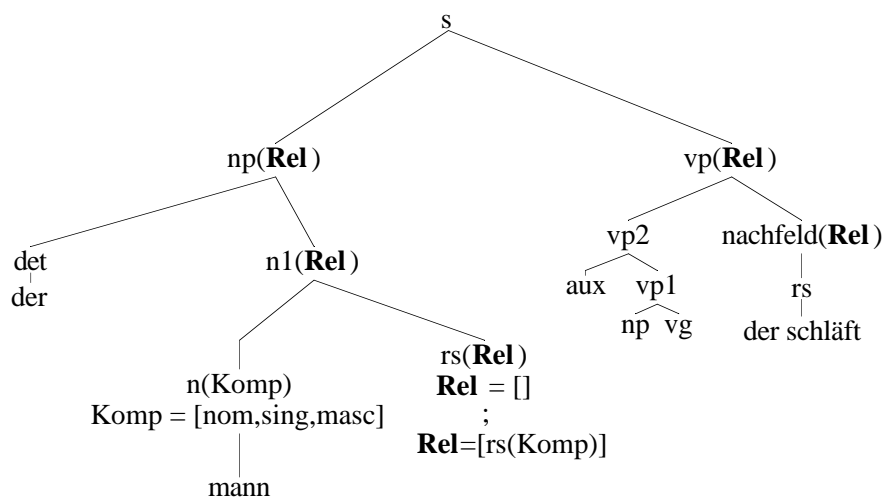 s
np(Rel) vp(Rel)
det n1(Rel) vp2 nachfeld(Rel)
der aux vp1 rs
np vg der schläft
n(Komp) rs(Rel)
Komp = [nom,sing,masc] Rel = []
;
Rel=[rs(Komp)]
mann